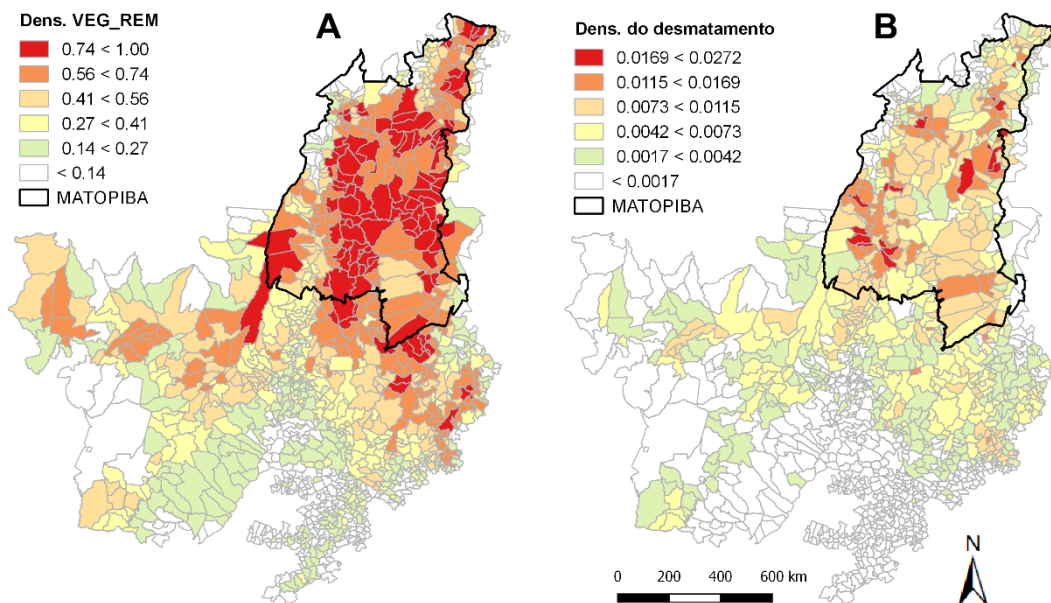 Dens. VEG_REM
A
0.74 < 1.00
0.56 < 0.74
0.41 < 0.56
0.27 < 0.41
0.14 < 0.27
< 0.14
MATOPIBA
Dens. do desmatamento
B
0.0169 < 0.0272
0.0115 < 0.0169
0.0073 < 0.0115
0.0042 < 0.0073
0.0017 < 0.0042
< 0.0017
MATOPIBA
N
0 200 400 600 km